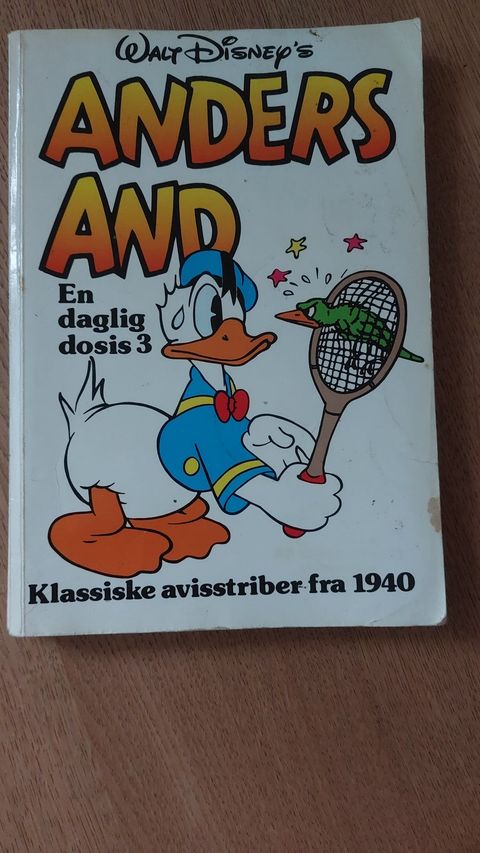 WALT DISNEY'S
ANDERS
AND
En
daglig
dosis 3
Klassiske avisstriber fra 1940